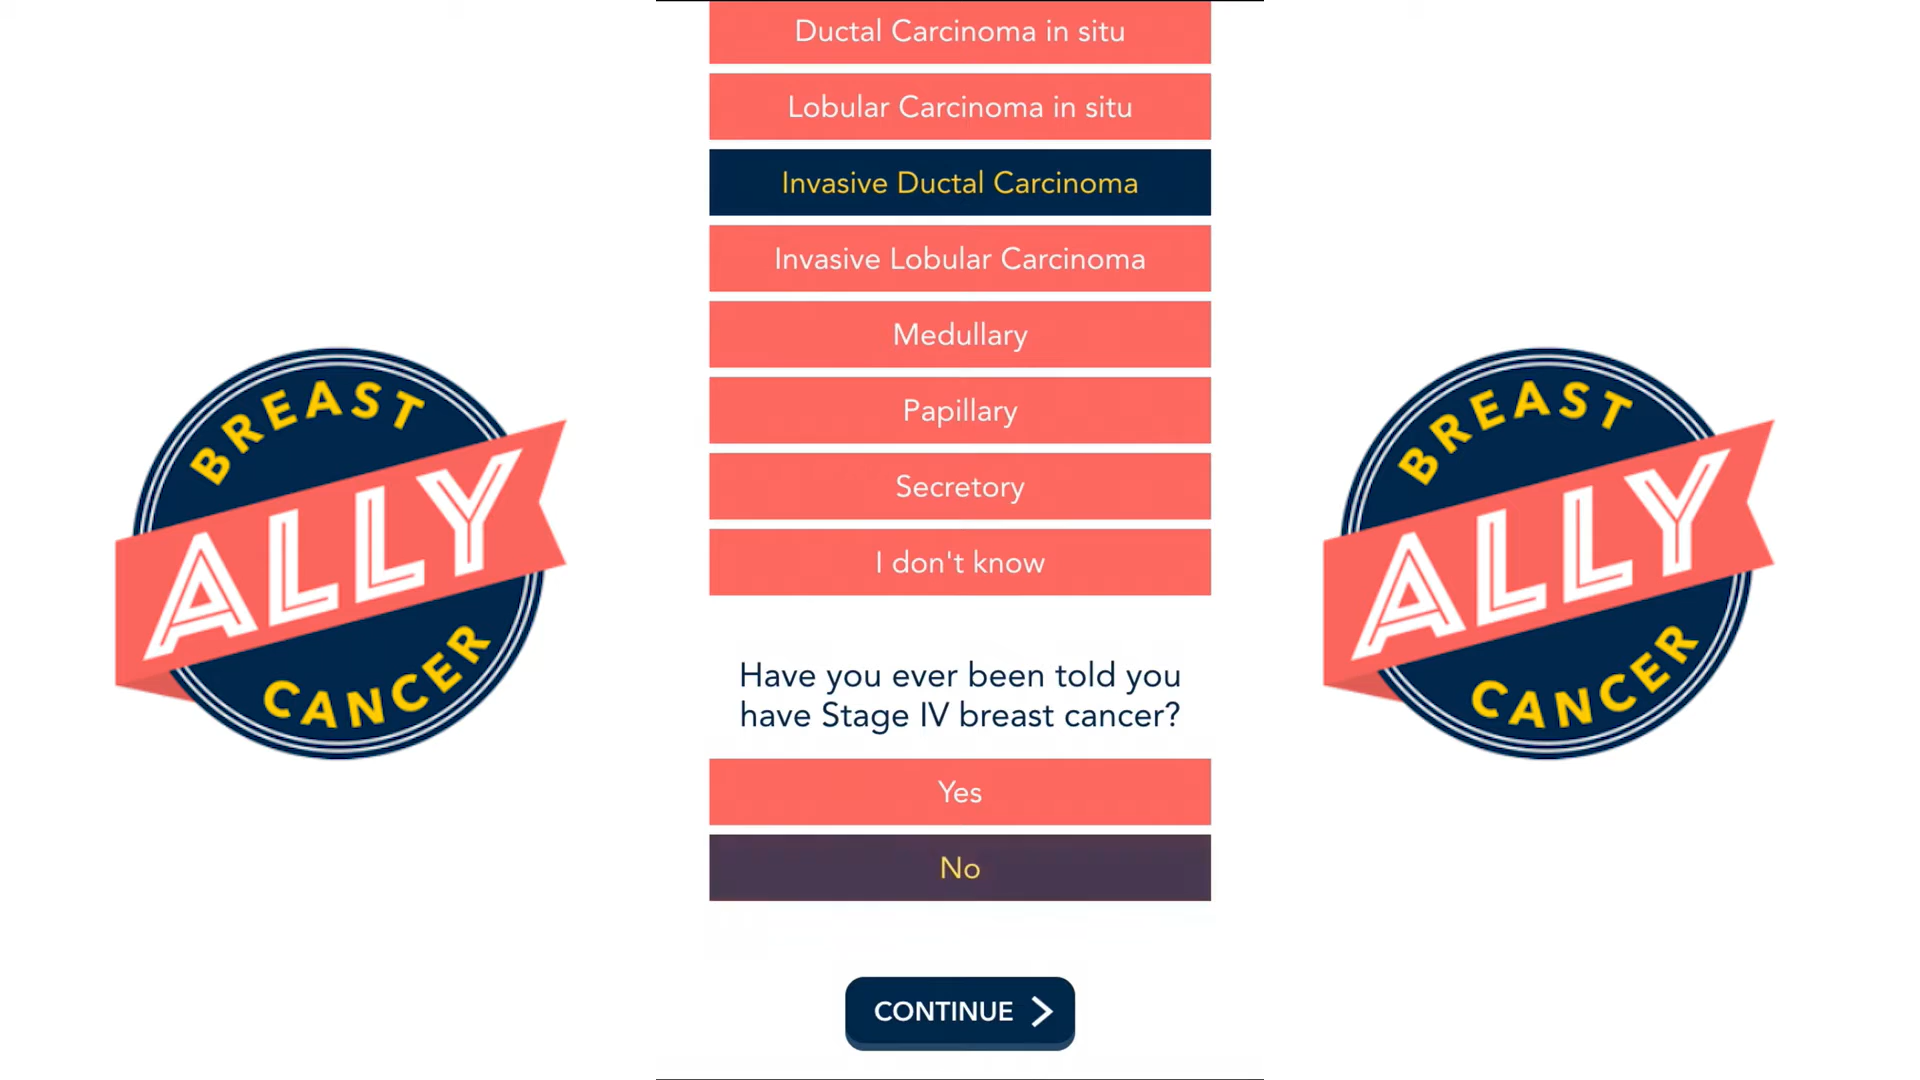 BREAST
ALLY
CANCER
Ductal Carcinoma in situ
Lobular Carcinoma in situ
Invasive Ductal Carcinoma
Invasive Lobular Carcinoma
Medullary
Papillary
Secretory
I don't know
Have you ever been told you
have Stage IV breast cancer?
Yes
No
CONTINUE
BREAST
ALLY
CANCER